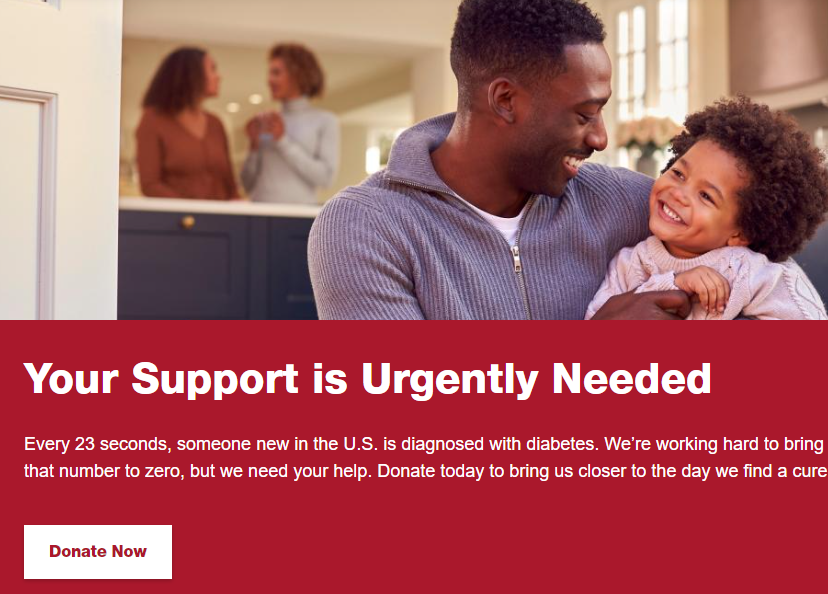 Your Support is Urgently Needed
Every 23 seconds, someone new in the U.S. is diagnosed with diabetes. We’re working hard to bring
that number to zero, but we need your help. Donate today to bring us closer to the day we find a cure
Donate Now